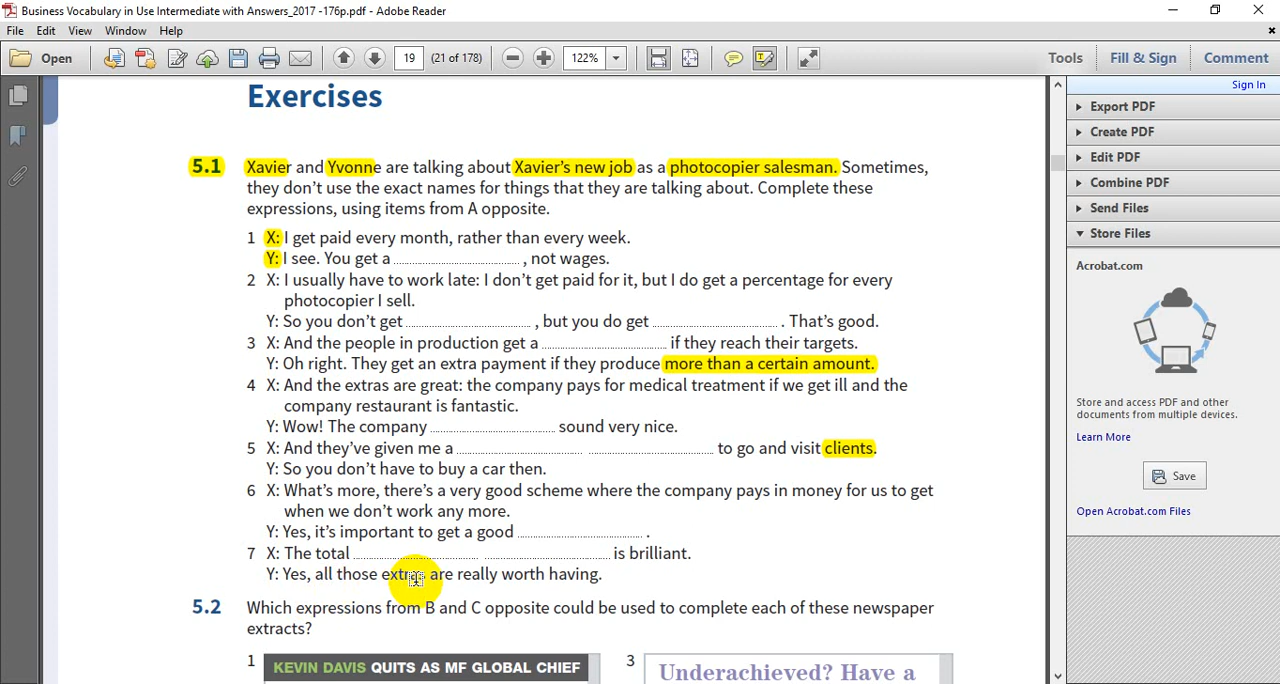 Business Vocabulary in Use Intermediate with Answers_2017 -176p.pdf - Adobe Reader
File Edit View Window Help
Open 19 (21 of 178) 122% Tools Fill & Sign Comment
Sign In
Export PDF
Create PDF
Edit PDF
Combine PDF
Send Files
Store Files
Acrobat.com
Store and access PDF and other
documents from multiple devices.
Learn More
Save
Open Acrobat.com Files
Exercises
5.1 Xavier and Yvonne are talking about Xavier's new job as a photocopier salesman. Sometimes,
they don't use the exact names for things that they are talking about. Complete these
expressions, using items from A opposite.
1 X: I get paid every month, rather than every week.
Y: I see. You get a ............................ , not wages.
2 X: I usually have to work late: I don't get paid for it, but I do get a percentage for every
photocopier I sell.
Y: So you don't get ............................ , but you do get ............................ . That's good.
3 X: And the people in production get a ............................ if they reach their targets.
Y: Oh right. They get an extra payment if they produce more than a certain amount.
4 X: And the extras are great: the company pays for medical treatment if we get ill and the
company restaurant is fantastic.
Y: Wow! The company ............................ sound very nice.
5 X: And they've given me a ............................ ............................ to go and visit clients.
Y: So you don't have to buy a car then.
6 X: What's more, there's a very good scheme where the company pays in money for us to get
when we don't work any more.
Y: Yes, it's important to get a good ............................ .
7 X: The total ............................ ............................ is brilliant.
Y: Yes, all those extras are really worth having.
5.2 Which expressions from B and C opposite could be used to complete each of these newspaper
extracts?
1 KEVIN DAVIS QUITS AS MF GLOBAL CHIEF
3 Underachieved? Have a